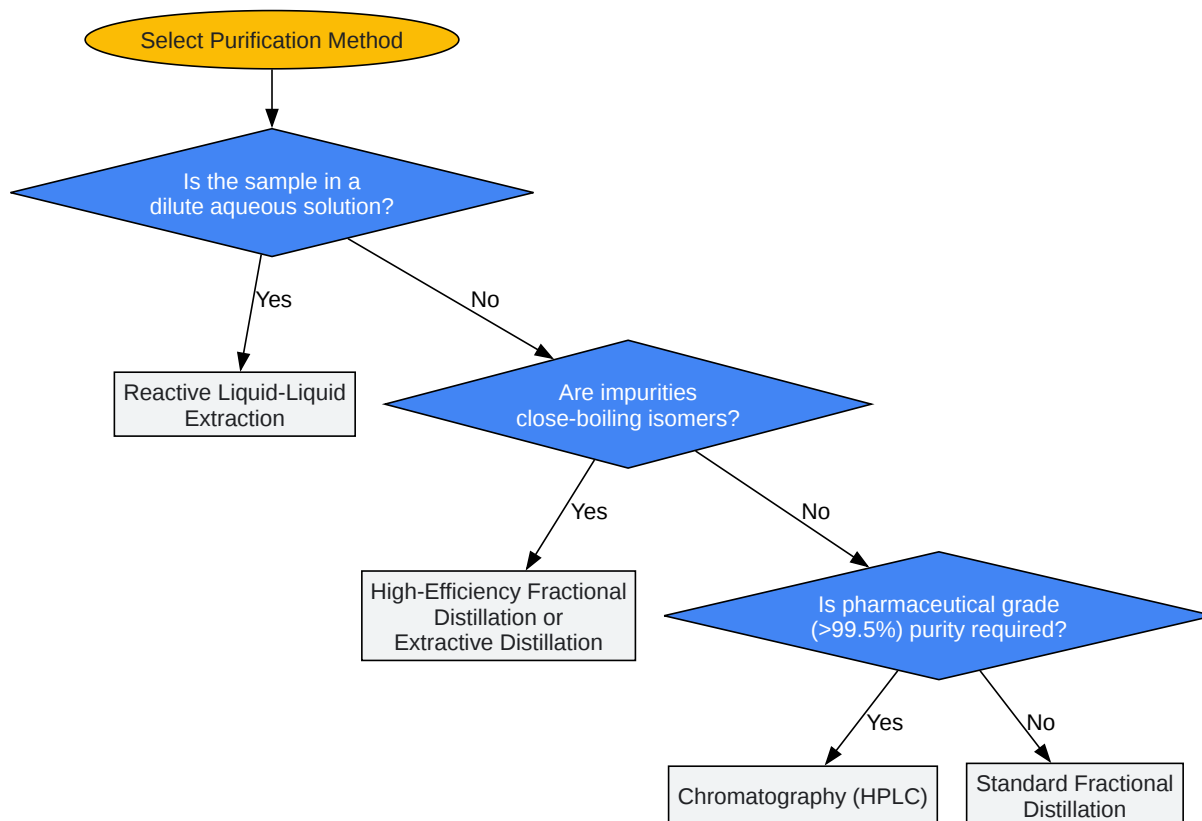 Select Purification Method
Is the sample in a
dilute aqueous solution?
Yes
No
Reactive Liquid-Liquid
Extraction
Are impurities
close-boiling isomers?
Yes
No
High-Efficiency Fractional
Distillation or
Extractive Distillation
Is pharmaceutical grade
(>99.5%) purity required?
Yes
No
Chromatography (HPLC)
Standard Fractional
Distillation